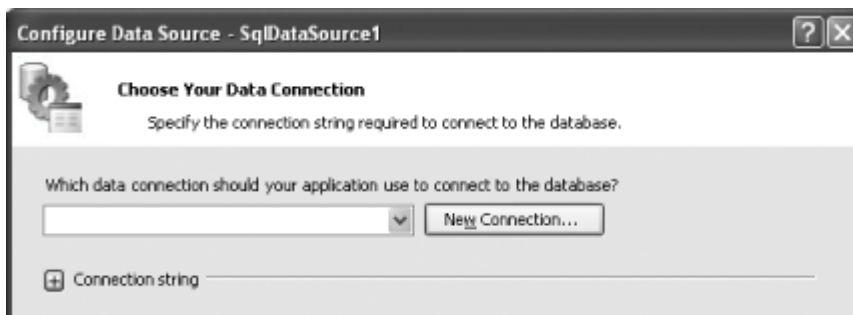 Configure Data Source - SqlDataSource1
Choose Your Data Connection
Specify the connection string required to connect to the database.
Which data connection should your application use to connect to the database?
New Connection...
Connection string